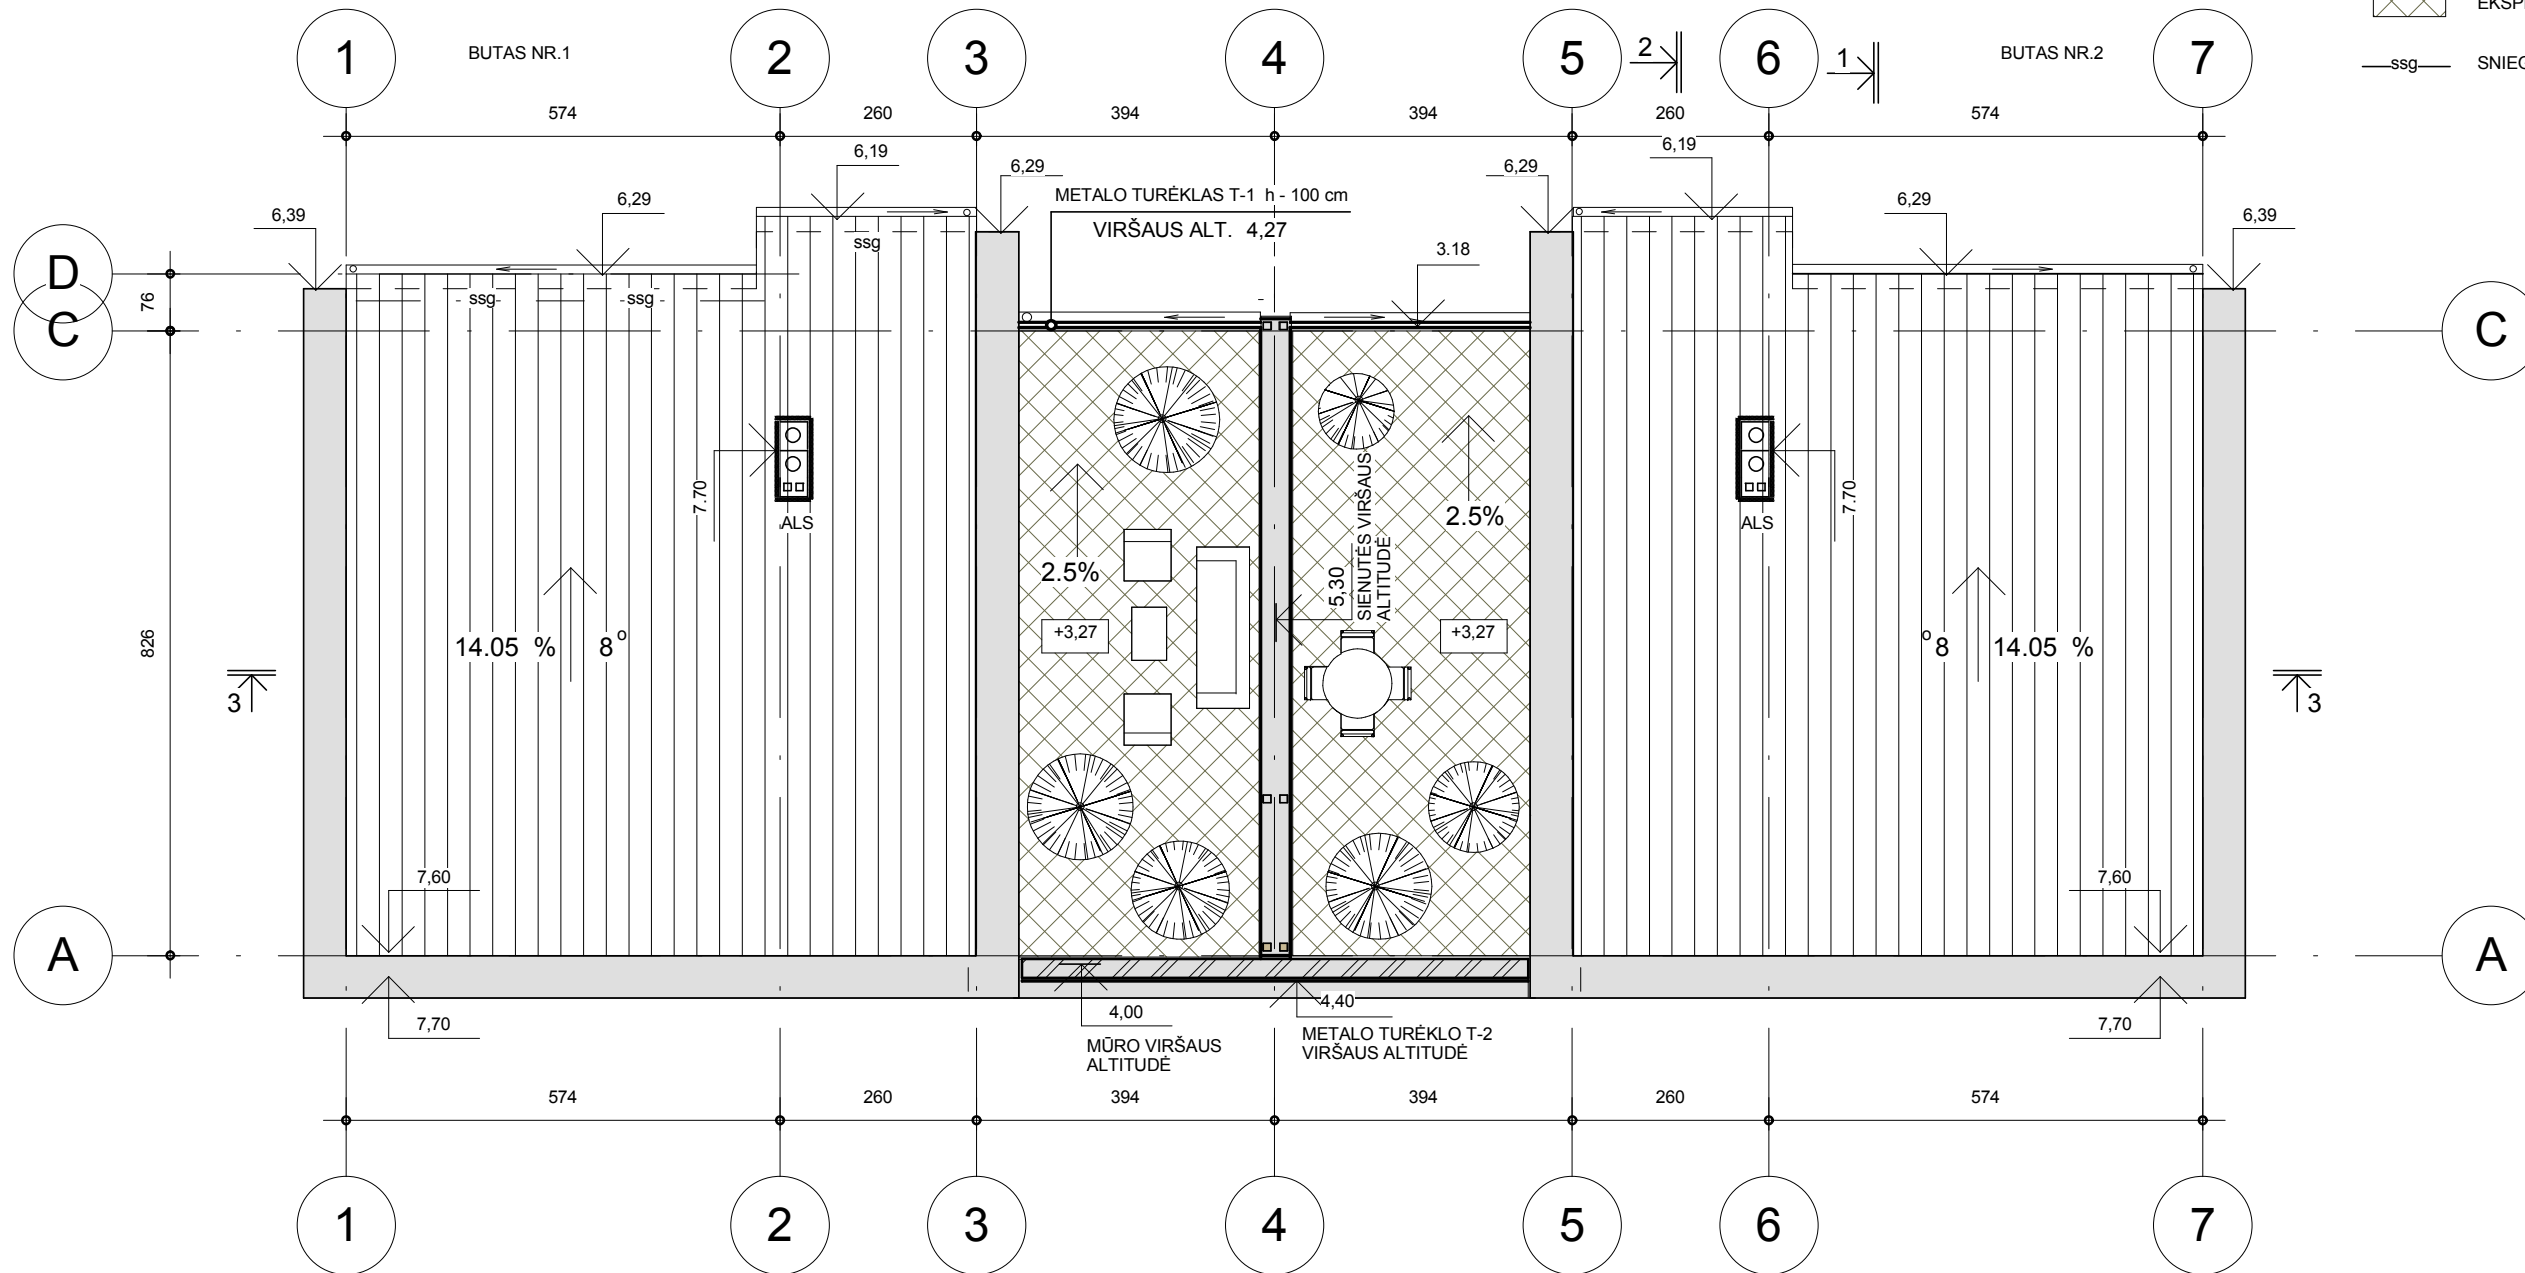 1 2 3 4 5 6 7
BUTAS NR.1
BUTAS NR.2
2
1
ssg
574 260 394 394 260 574
6,19
6,19
6,29
6,29
METALO TURĖKLAS T-1 h - 100 cm
VIRŠAUS ALT. 4,27
6,39
6,29
6,29
6,39
ssg
3.18
D
76
ssg
ssg
C
C
7.70
ALS
7.70
ALS
2.5%
2.5%
5,30
SIENUTĖS VIRŠAUS
ALTITUDĖ
826
14.05 % 8°
+3,27
+3,27
°8 14.05 %
3
3
7,60
7,60
A
A
7,70
4,00
MŪRO VIRŠAUS
ALTITUDĖ
4,40
METALO TURĖKLO T-2
VIRŠAUS ALTITUDĖ
7,70
574 260 394 394 260 574
1 2 3 4 5 6 7